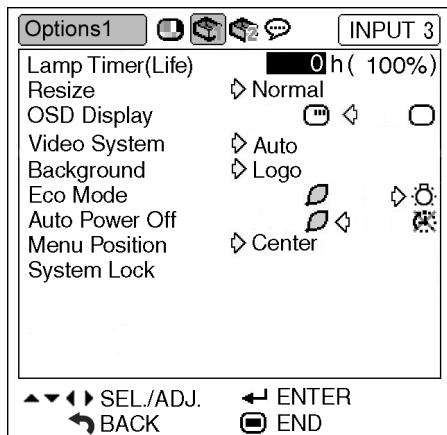 Options1 INPUT 3
Lamp Timer(Life) 0 h ( 100%)
Resize Normal
OSD Display
Video System Auto
Background Logo
Eco Mode
Auto Power Off
Menu Position Center
System Lock
SEL./ADJ. ENTER
BACK END